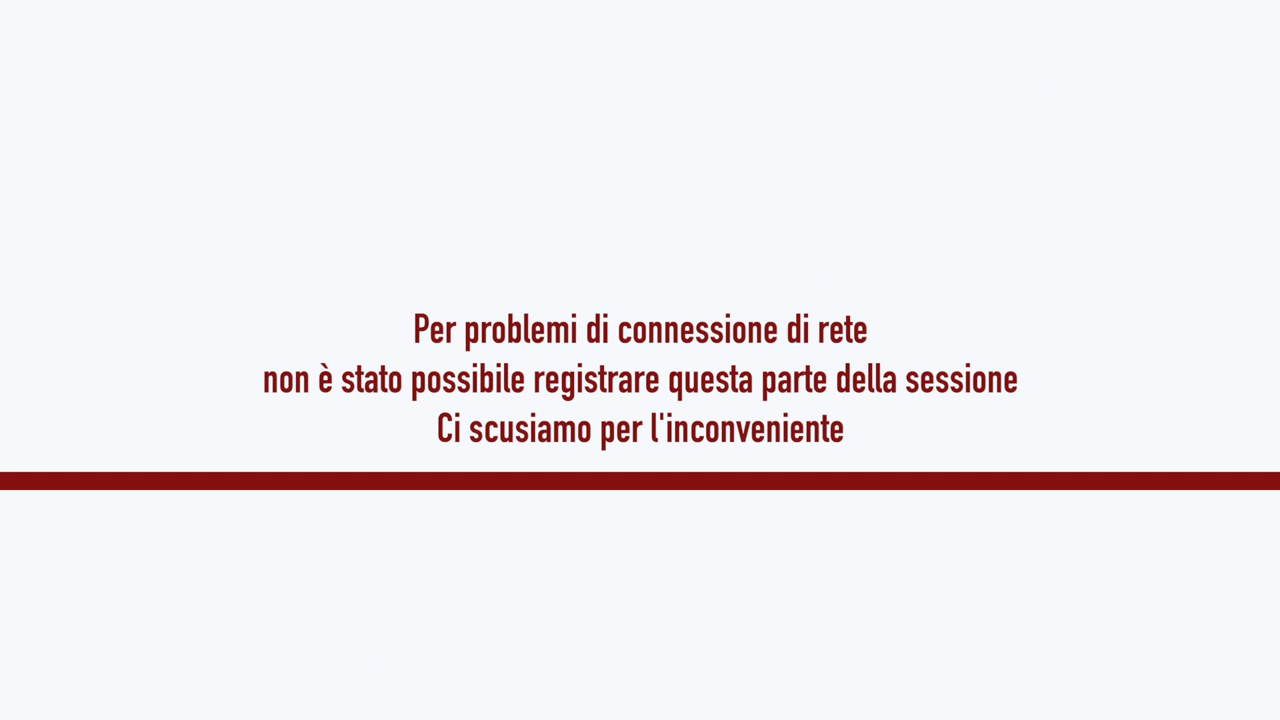 Per problemi di connessione di rete
non è stato possibile registrare questa parte della sessione
Ci scusiamo per l'inconveniente